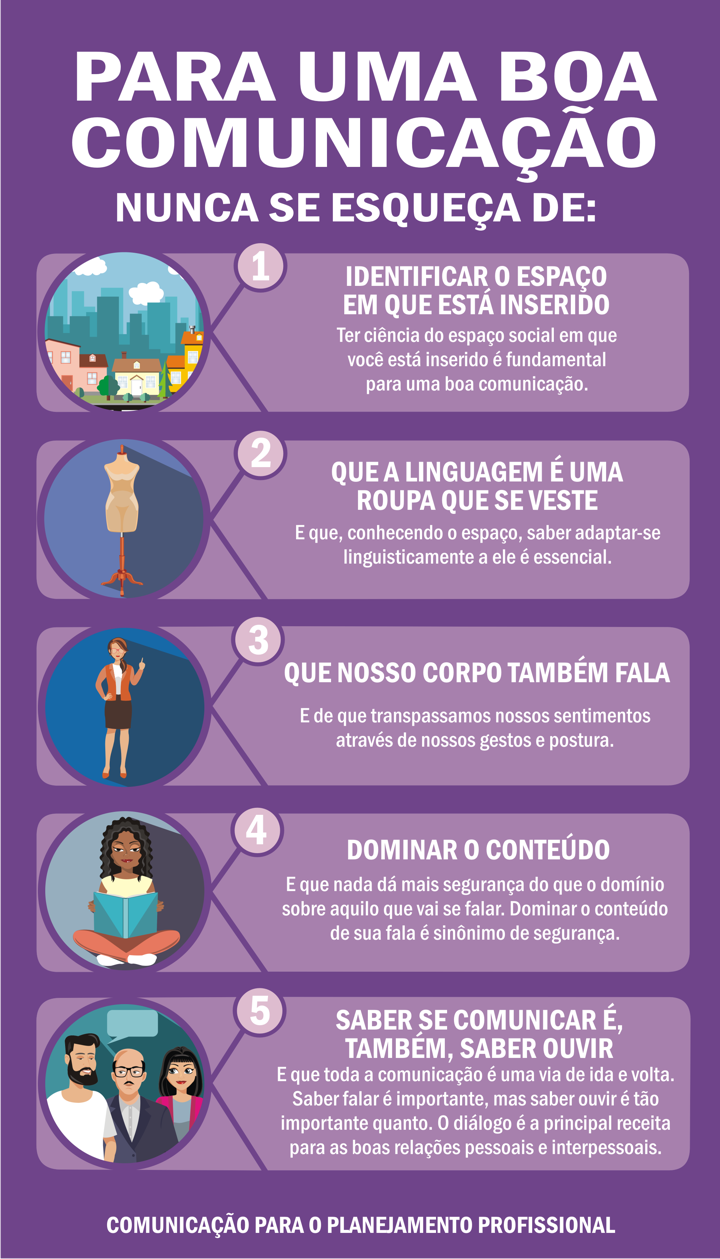 PARA UMA BOA
COMUNICAÇÃO
NUNCA SE ESQUEÇA DE:
1
IDENTIFICAR O ESPAÇO
EM QUE ESTÁ INSERIDO
Ter ciência do espaço social em que
você está inserido é fundamental
para uma boa comunicação.
2
QUE A LINGUAGEM É UMA
ROUPA QUE SE VESTE
E que, conhecendo o espaço, saber adaptar-se
linguisticamente a ele é essencial.
3
QUE NOSSO CORPO TAMBÉM FALA
E de que transpassamos nossos sentimentos
através de nossos gestos e postura.
4
DOMINAR O CONTEÚDO
E que nada dá mais segurança do que o domínio
sobre aquilo que vai se falar. Dominar o conteúdo
de sua fala é sinônimo de segurança.
5
SABER SE COMUNICAR É,
TAMBÉM, SABER OUVIR
E que toda a comunicação é uma via de ida e volta.
Saber falar é importante, mas saber ouvir é tão
importante quanto. O diálogo é a principal receita
para as boas relações pessoais e interpessoais.
COMUNICAÇÃO PARA O PLANEJAMENTO PROFISSIONAL